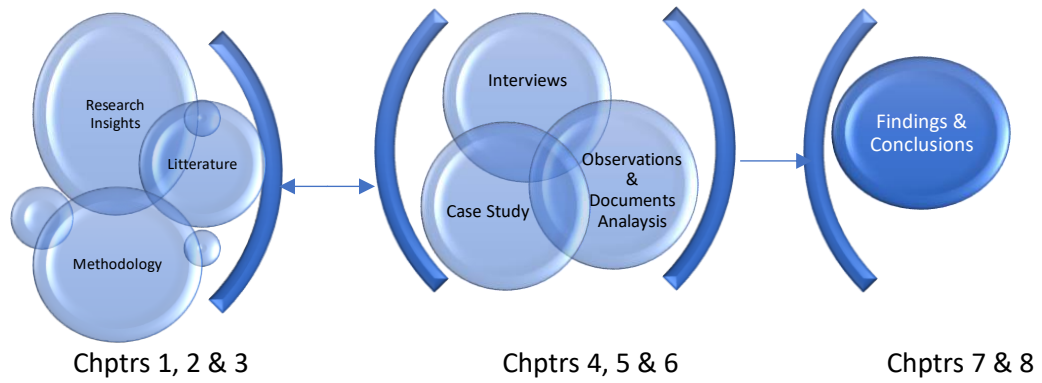 Research
Insights
Litterature
Methodology
Interviews
Observations
&
Documents
Analaysis
Case Study
Findings &
Conclusions
Chptrs 1, 2 & 3
Chptrs 4, 5 & 6
Chptrs 7 & 8